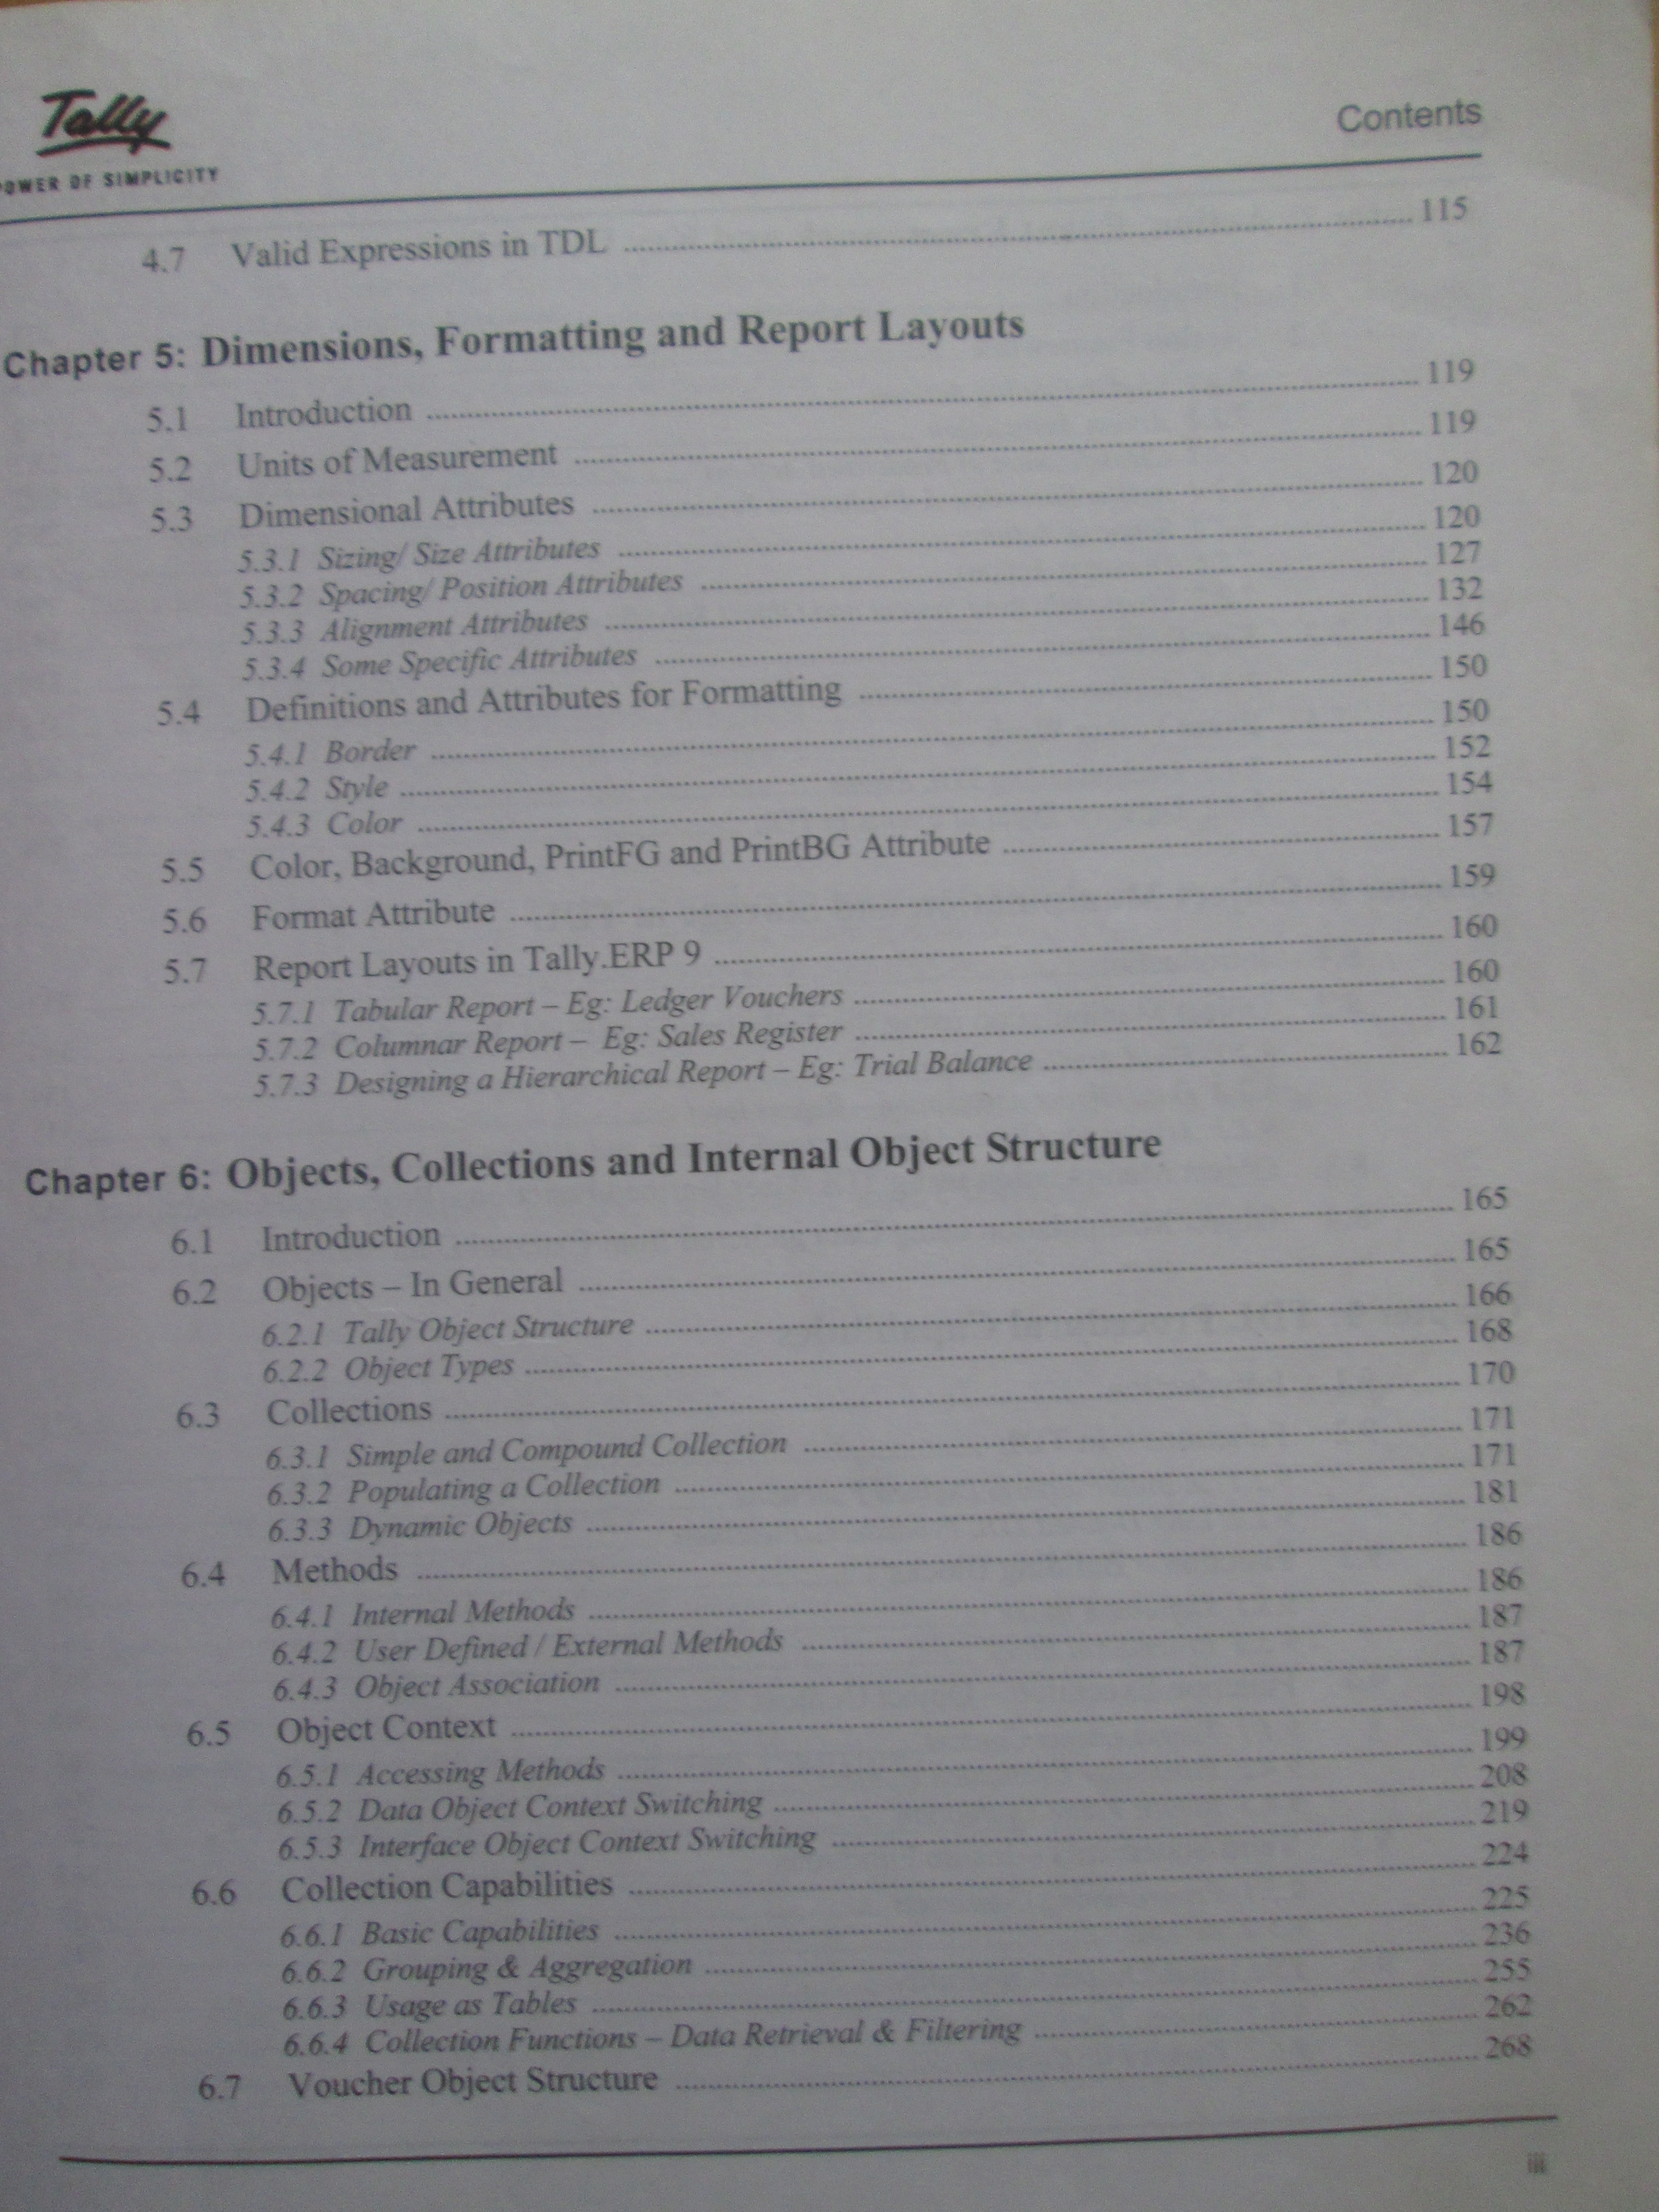 Tally
POWER OF SIMPLICITY
Contents
4.7 Valid Expressions in TDL ........ 115
Chapter 5: Dimensions, Formatting and Report Layouts
5.1 Introduction ........ 119
5.2 Units of Measurement ........ 119
5.3 Dimensional Attributes ........ 120
5.3.1 Sizing/ Size Attributes ........ 120
5.3.2 Spacing/ Position Attributes ........ 127
5.3.3 Alignment Attributes ........ 132
5.3.4 Some Specific Attributes ........ 146
5.4 Definitions and Attributes for Formatting ........ 150
5.4.1 Border ........ 150
5.4.2 Style ........ 152
5.4.3 Color ........ 154
5.5 Color, Background, PrintFG and PrintBG Attribute ........ 157
5.6 Format Attribute ........ 159
5.7 Report Layouts in Tally.ERP 9 ........ 160
5.7.1 Tabular Report – Eg: Ledger Vouchers ........ 160
5.7.2 Columnar Report – Eg: Sales Register ........ 161
5.7.3 Designing a Hierarchical Report – Eg: Trial Balance ........ 162
Chapter 6: Objects, Collections and Internal Object Structure
6.1 Introduction ........ 165
6.2 Objects – In General ........ 165
6.2.1 Tally Object Structure ........ 166
6.2.2 Object Types ........ 168
6.3 Collections ........ 170
6.3.1 Simple and Compound Collection ........ 171
6.3.2 Populating a Collection ........ 171
6.3.3 Dynamic Objects ........ 181
6.4 Methods ........ 186
6.4.1 Internal Methods ........ 186
6.4.2 User Defined / External Methods ........ 187
6.4.3 Object Association ........ 187
6.5 Object Context ........ 198
6.5.1 Accessing Methods ........ 199
6.5.2 Data Object Context Switching ........ 208
6.5.3 Interface Object Context Switching ........ 219
6.6 Collection Capabilities ........ 224
6.6.1 Basic Capabilities ........ 225
6.6.2 Grouping & Aggregation ........ 236
6.6.3 Usage as Tables ........ 255
6.6.4 Collection Functions – Data Retrieval & Filtering ........ 262
6.7 Voucher Object Structure ........ 268
iii